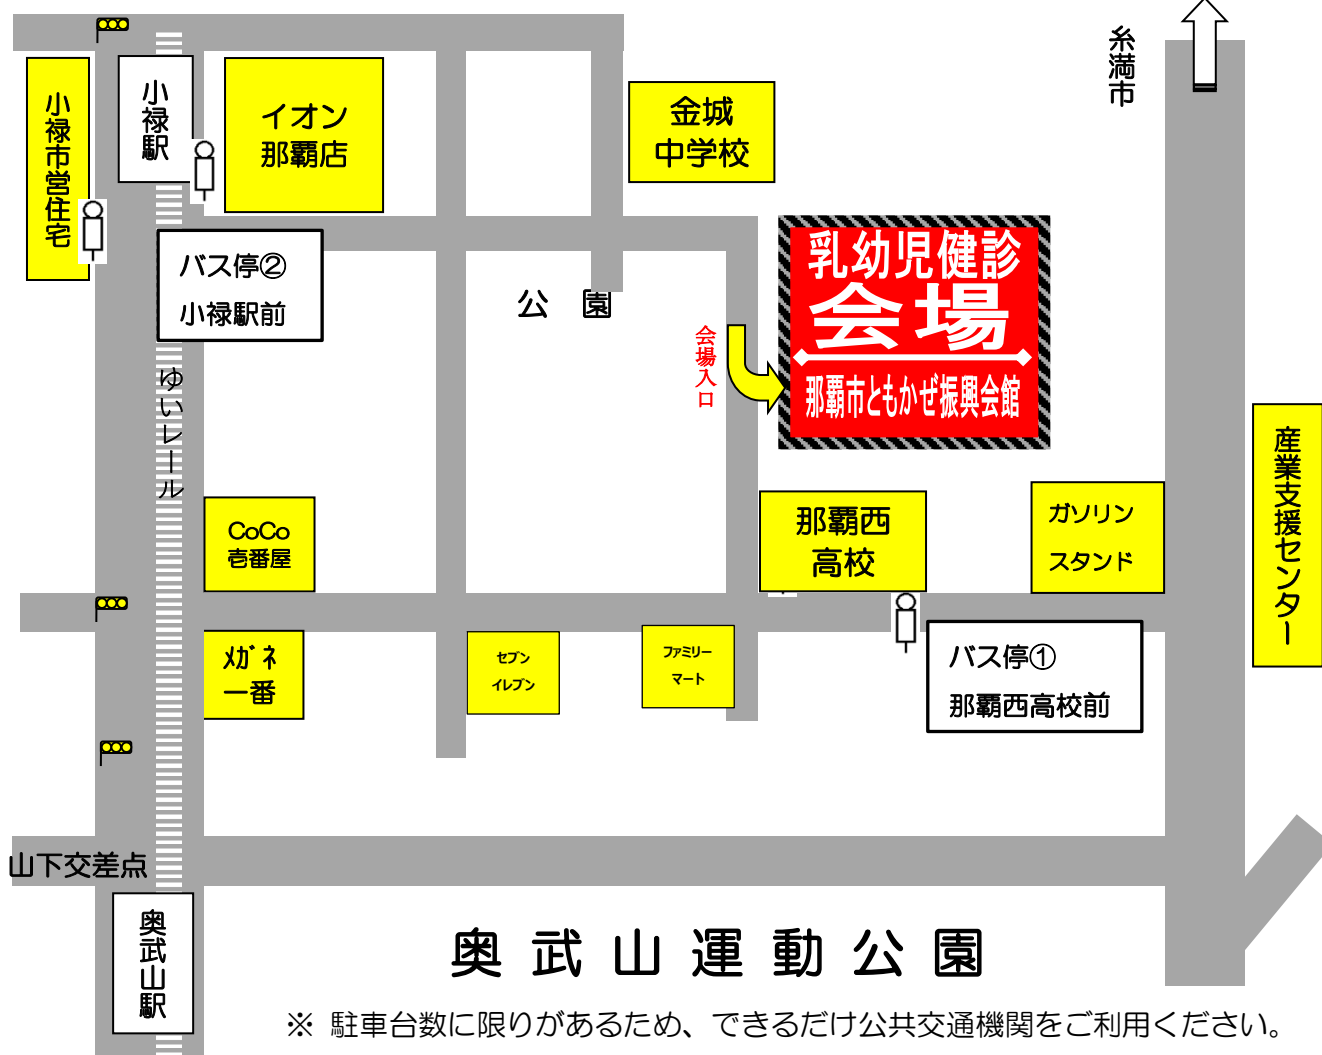 糸満市
小禄駅
イオン
那覇店
金城
中学校
小禄市営住宅
バス停②
小禄駅前
公　園
会場入口
乳幼児健診
会場
那覇市ともかぜ振興会館
ゆいレール
CoCo
壱番屋
那覇西
高校
ガソリン
スタンド
産業支援センター
ﾒｶﾞﾈ
一番
セブン
イレブン
ファミリー
マート
バス停①
那覇西高校前
山下交差点
奥武山駅
奥武山運動公園
※ 駐車台数に限りがあるため、できるだけ公共交通機関をご利用ください。